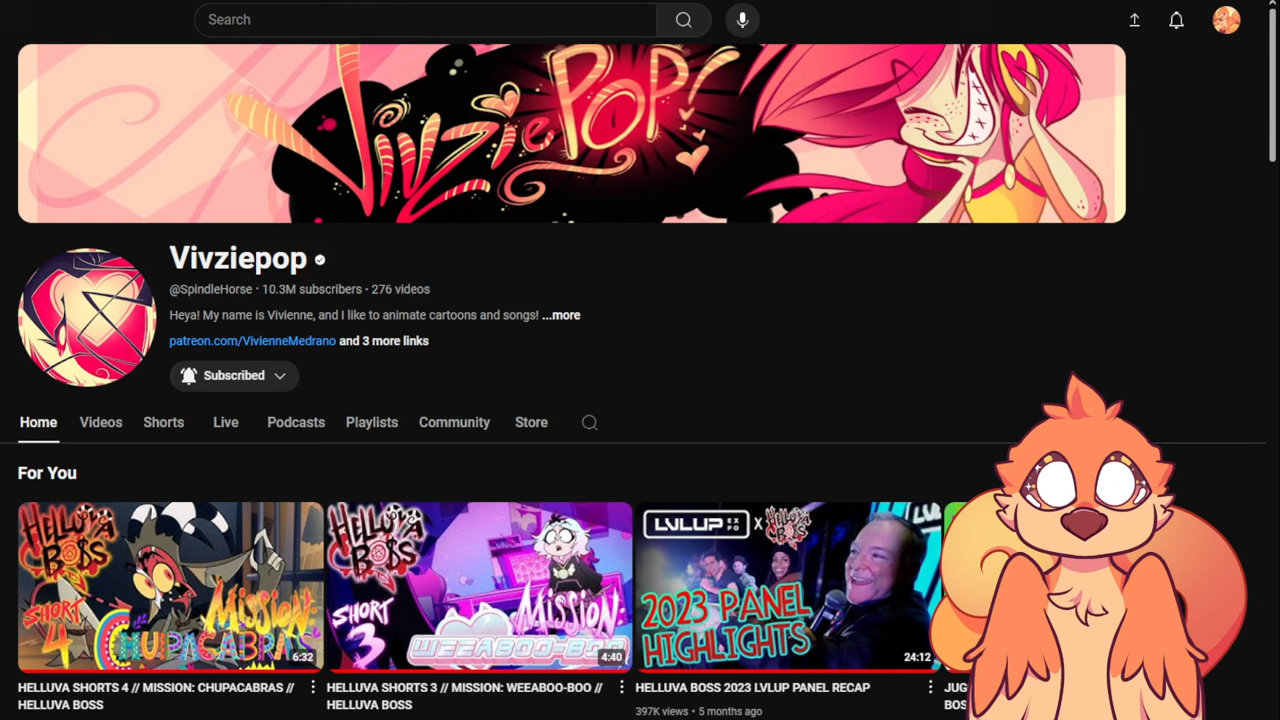 Search
VivziePOP!
Vivziepop
@SpindleHorse · 10.3M subscribers · 276 videos
Heya! My name is Vivienne, and I like to animate cartoons and songs! ...more
patreon.com/VivienneMedrano and 3 more links
Subscribed
Home Videos Shorts Live Podcasts Playlists Community Store
For You
HELLUVA BOSS
SHORT 4
MISSION: CHUPACABRAS
6:32
HELLUVA BOSS
SHORT 3
MISSION: WEEABOO-BOO
4:40
LVLUP EXPO X HELLUVA BOSS
2023 PANEL HIGHLIGHTS
24:12
HELLUVA SHORTS 4 // MISSION: CHUPACABRAS //
HELLUVA BOSS
HELLUVA SHORTS 3 // MISSION: WEEABOO-BOO //
HELLUVA BOSS
HELLUVA BOSS 2023 LVLUP PANEL RECAP
397K views · 5 months ago
JUG
BOS